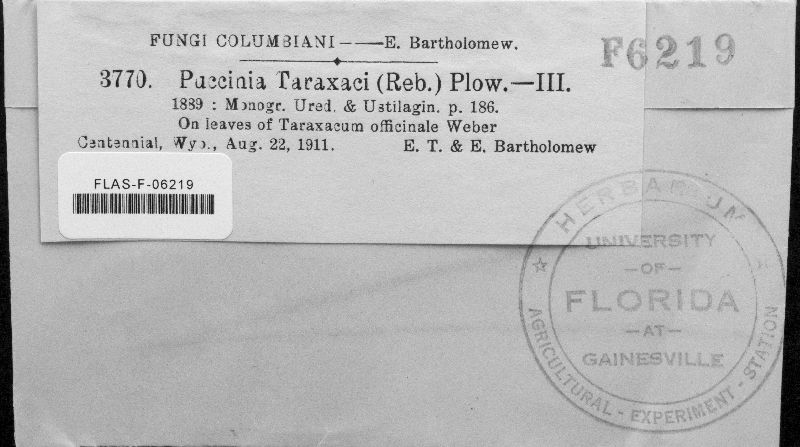 FUNGI COLUMBIANI——E. Bartholomew.
F6219
3770. Puccinia Taraxaci (Reb.) Plow.—III.
1889 : Monogr. Ured. & Ustilagin. p. 186.
On leaves of Taraxacum officinale Weber
Centennial, Wyo., Aug. 22, 1911. E. T. & E. Bartholomew
FLAS-F-06219
HERBARIUM
UNIVERSITY
—OF—
FLORIDA
—AT—
GAINESVILLE
AGRICULTURAL - EXPERIMENT - STATION